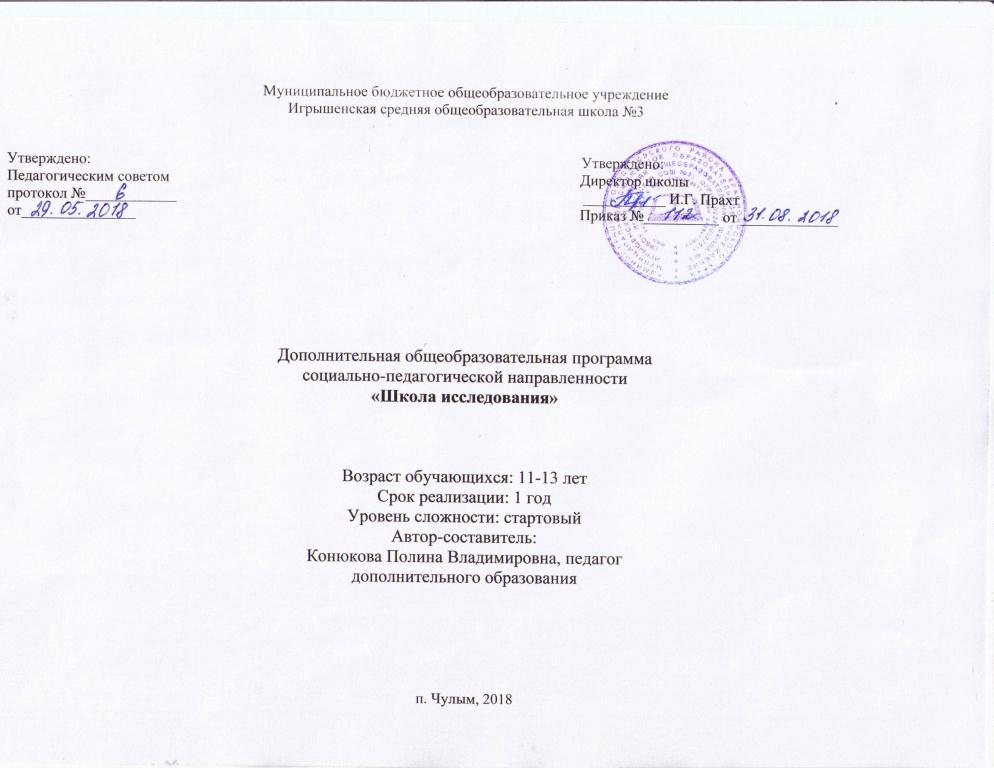 Муниципальное бюджетное общеобразовательное учреждение
Игрышенская средняя общеобразовательная школа №3
Утверждено:
Педагогическим советом
протокол № 6
от 29.05.2018
Утверждено:
Директор школы
И.Г. Прахт
Приказ № 112 от 31.08.2018
Дополнительная общеобразовательная программа
социально-педагогической направленности
«Школа исследования»
Возраст обучающихся: 11-13 лет
Срок реализации: 1 год
Уровень сложности: стартовый
Автор-составитель:
Конюкова Полина Владимировна, педагог
дополнительного образования
п. Чулым, 2018